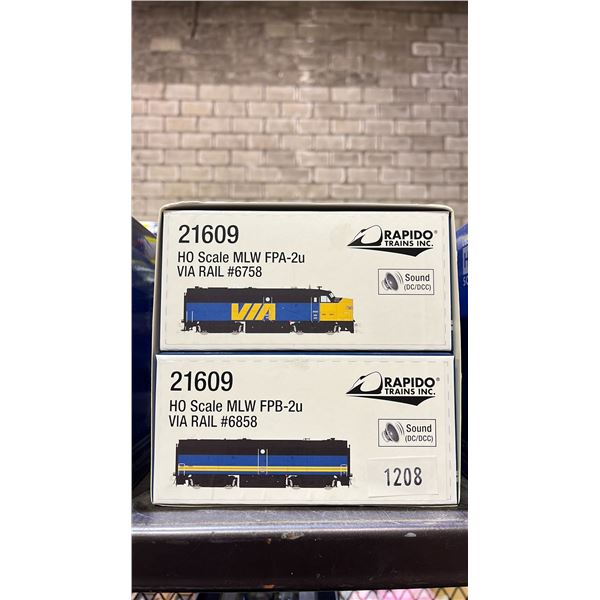 21609
HO Scale MLW FPA-2u
VIA RAIL #6758
RAPIDO®
TRAINS INC.
Sound
(DC/DCC)
VIA
21609
HO Scale MLW FPB-2u
VIA RAIL #6858
RAPIDO®
TRAINS INC.
Sound
(DC/DCC)
1208